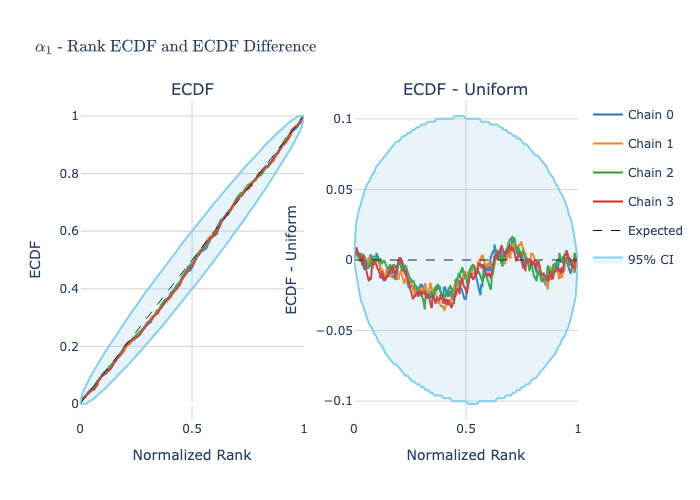 α₁ - Rank ECDF and ECDF Difference
ECDF
ECDF - Uniform
1
0.8
0.6
0.4
0.2
0
0
0.5
1
ECDF
Normalized Rank
0.1
0.05
0
−0.05
−0.1
0
0.5
1
ECDF - Uniform
Normalized Rank
Chain 0
Chain 1
Chain 2
Chain 3
Expected
95% CI